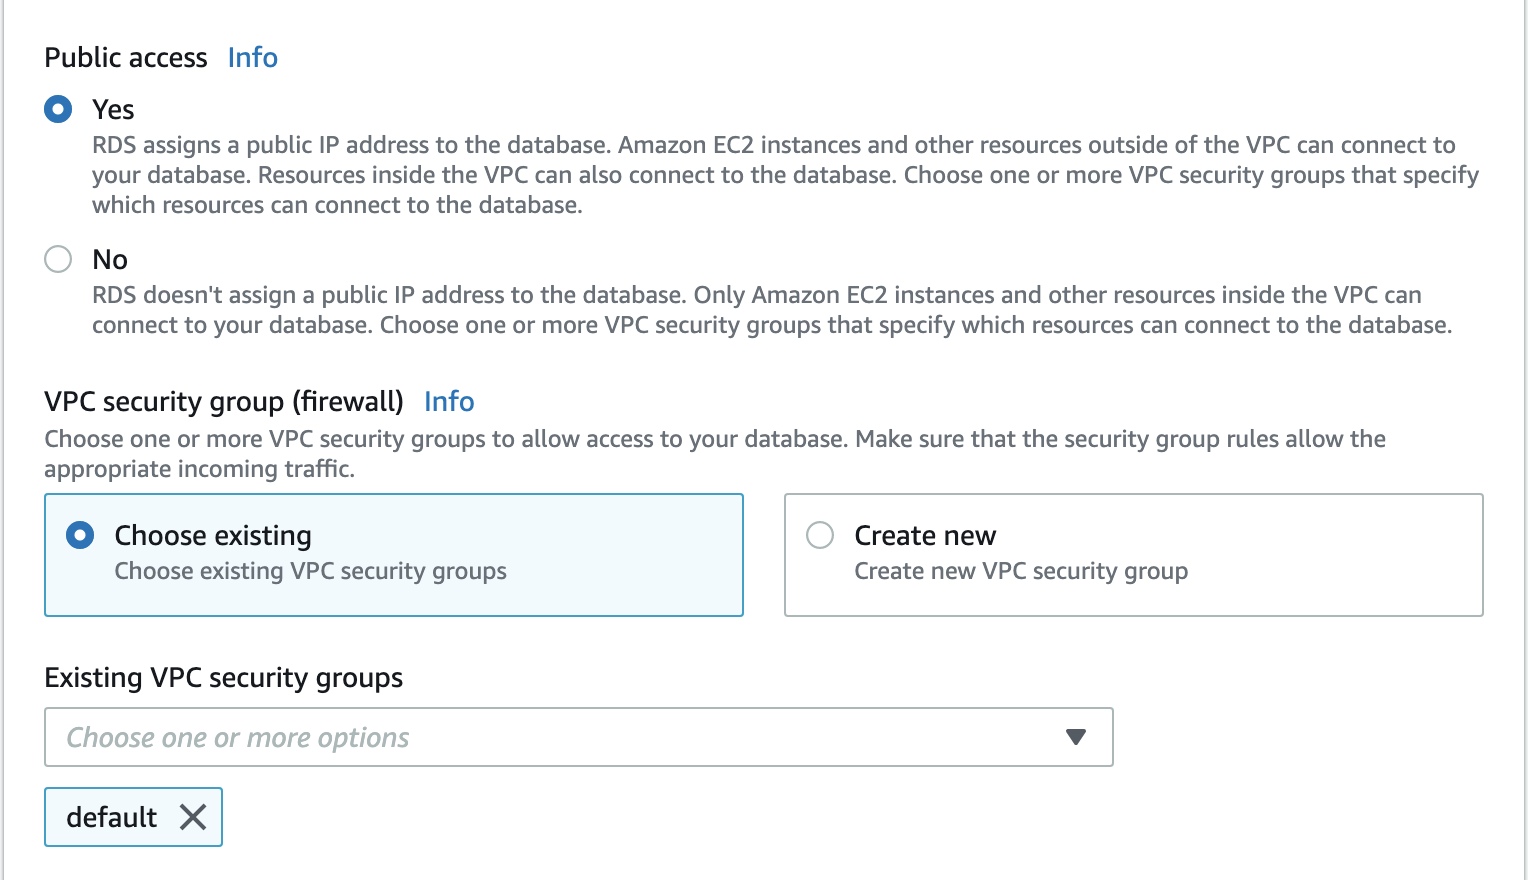 Public access Info
Yes
RDS assigns a public IP address to the database. Amazon EC2 instances and other resources outside of the VPC can connect to
your database. Resources inside the VPC can also connect to the database. Choose one or more VPC security groups that specify
which resources can connect to the database.
No
RDS doesn't assign a public IP address to the database. Only Amazon EC2 instances and other resources inside the VPC can
connect to your database. Choose one or more VPC security groups that specify which resources can connect to the database.
VPC security group (firewall) Info
Choose one or more VPC security groups to allow access to your database. Make sure that the security group rules allow the
appropriate incoming traffic.
Choose existing
Choose existing VPC security groups
Create new
Create new VPC security group
Existing VPC security groups
Choose one or more options
default